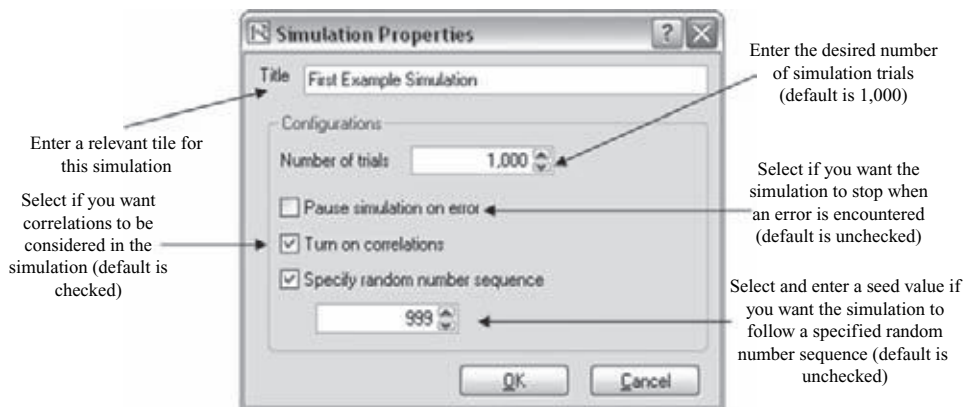 Simulation Properties
Title
First Example Simulation
Configurations
Number of trials
1,000
Pause simulation on error
Turn on correlations
Specify random number sequence
999
OK
Cancel
Enter a relevant tile for
this simulation
Select if you want
correlations to be
considered in the
simulation (default is
checked)
Enter the desired number
of simulation trials
(default is 1,000)
Select if you want the
simulation to stop when
an error is encountered
(default is unchecked)
Select and enter a seed value if
you want the simulation to
follow a specified random
number sequence (default is
unchecked)